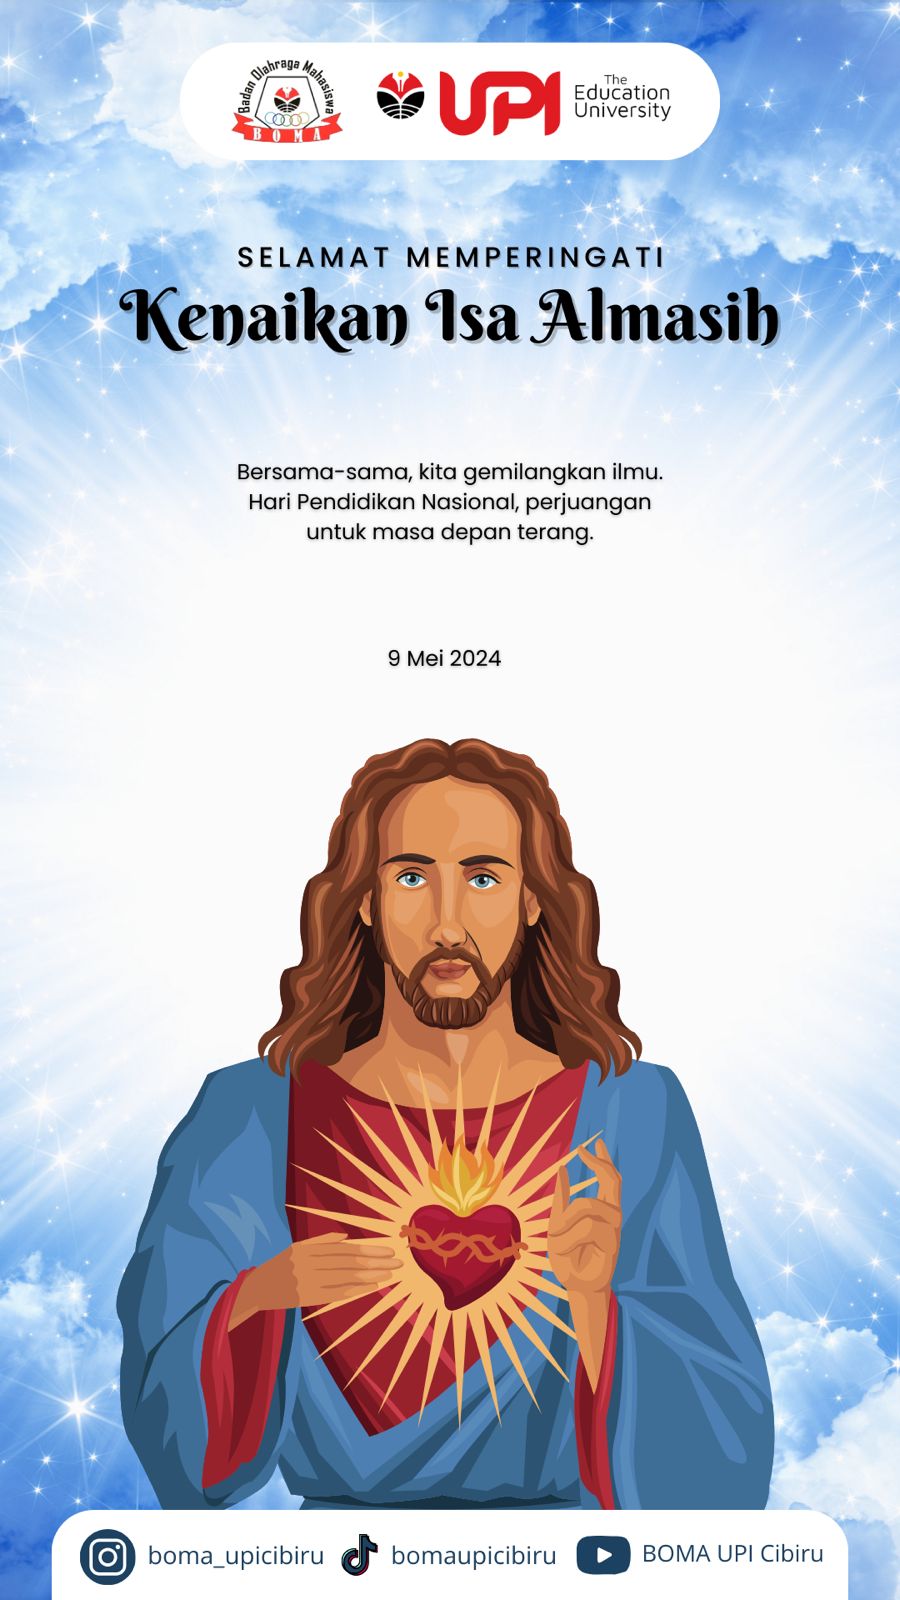 Badan Olahraga Mahasiswa
BOMA
UPI
The
Education
University
SELAMAT MEMPERINGATI
Kenaikan Isa Almasih
Bersama-sama, kita gemilangkan ilmu.
Hari Pendidikan Nasional, perjuangan
untuk masa depan terang.
9 Mei 2024
boma_upicibiru
bomaupicibiru
BOMA UPI Cibiru